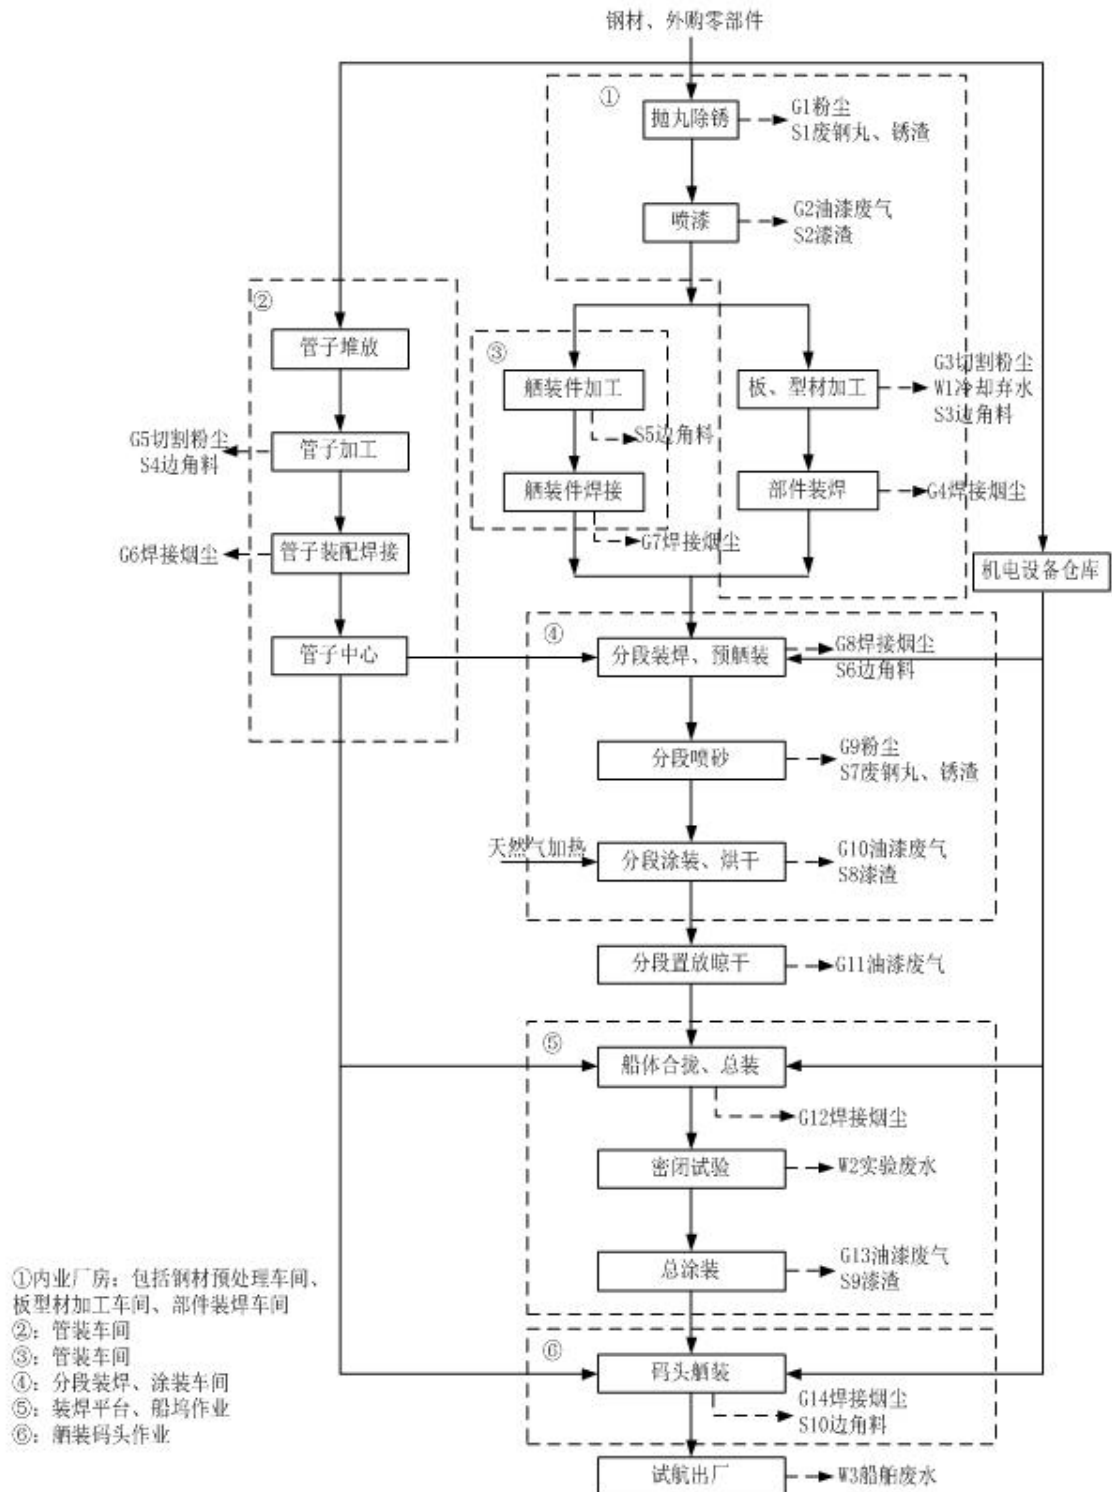 钢材、外购零部件
①
抛丸除锈
G1粉尘
S1废钢丸、锈渣
喷漆
G2油漆废气
S2漆渣
②
管子堆放
③
舾装件加工
板、型材加工
G3切割粉尘
W1冷却弃水
S3边角料
S5边角料
G5切割粉尘
S4边角料
管子加工
舾装件焊接
部件装焊
G4焊接烟尘
G7焊接烟尘
G6焊接烟尘
管子装配焊接
机电设备仓库
④
管子中心
分段装焊、预舾装
G8焊接烟尘
S6边角料
分段喷砂
G9粉尘
S7废钢丸、锈渣
天然气加热
分段涂装、烘干
G10油漆废气
S8漆渣
分段置放晾干
G11油漆废气
⑤
船体合拢、总装
G12焊接烟尘
密闭试验
W2实验废水
总涂装
G13油漆废气
S9漆渣
⑥
码头舾装
G14焊接烟尘
S10边角料
试航出厂
W3船舶废水
①内业厂房：包括钢材预处理车间、
板型材加工车间、部件装焊车间
②：管装车间
③：管装车间
④：分段装焊、涂装车间
⑤：装焊平台、船坞作业
⑥：舾装码头作业